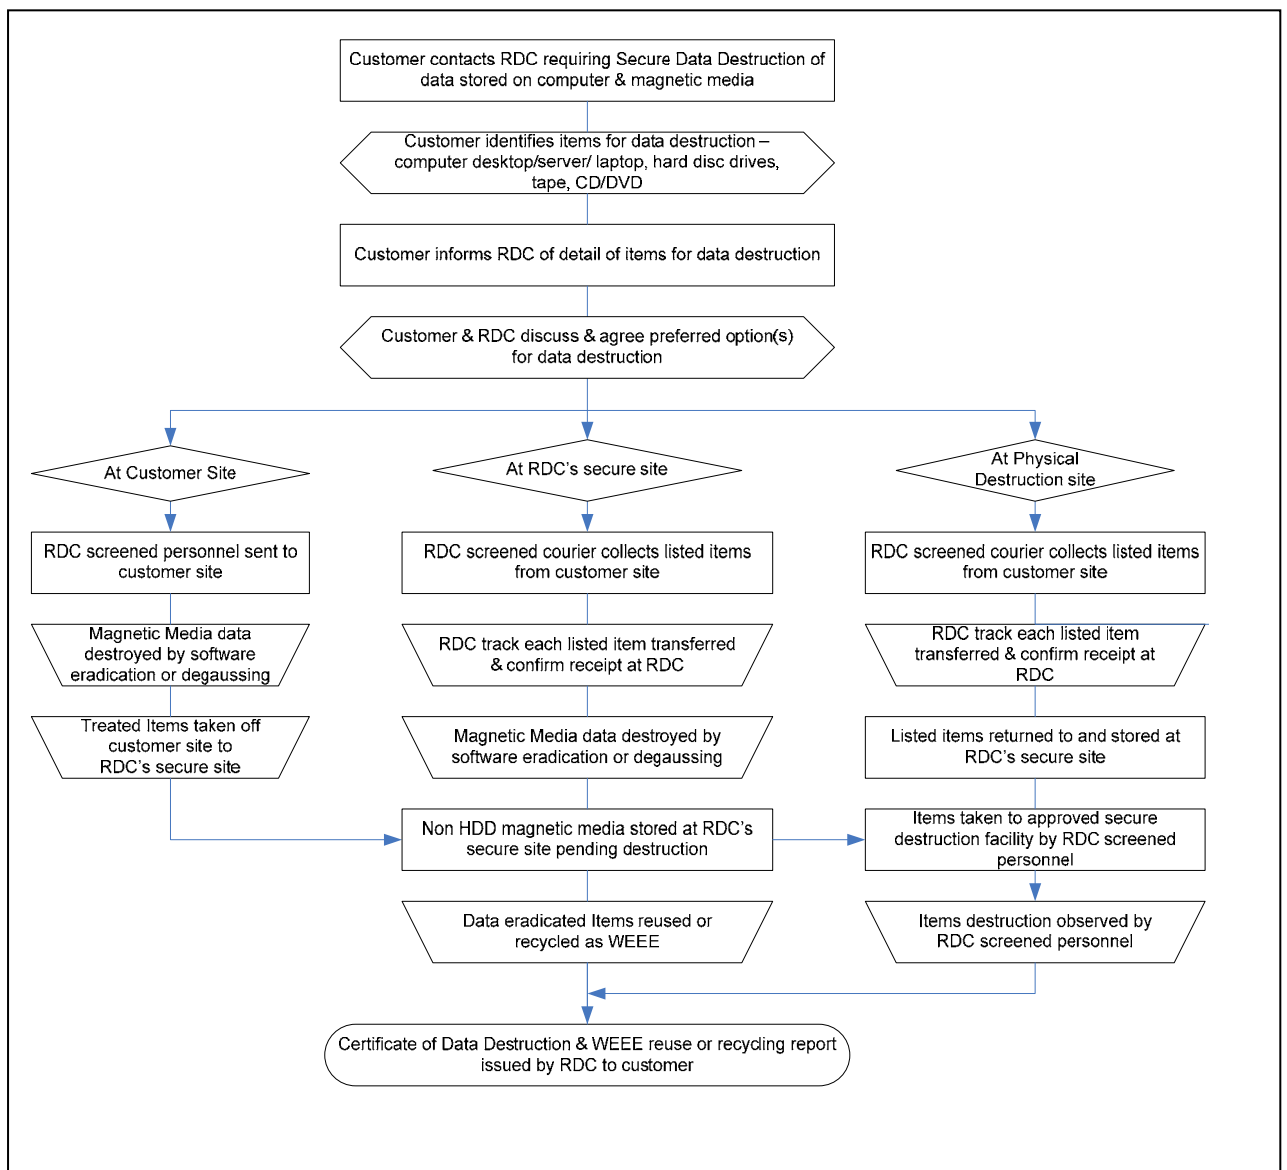 Customer contacts RDC requiring Secure Data Destruction of
data stored on computer & magnetic media
Customer identifies items for data destruction –
computer desktop/server/ laptop, hard disc drives,
tape, CD/DVD
Customer informs RDC of detail of items for data destruction
Customer & RDC discuss & agree preferred option(s)
for data destruction
At Customer Site
RDC screened personnel sent to
customer site
Magnetic Media data
destroyed by software
eradication or degaussing
Treated Items taken off
customer site to
RDC's secure site
At RDC's secure site
RDC screened courier collects listed items
from customer site
RDC track each listed item transferred
& confirm receipt at RDC
Magnetic Media data destroyed by
software eradication or degaussing
Non HDD magnetic media stored at RDC's
secure site pending destruction
Data eradicated Items reused or
recycled as WEEE
At Physical
Destruction site
RDC screened courier collects listed items
from customer site
RDC track each listed item
transferred & confirm receipt at
RDC
Listed items returned to and stored at
RDC's secure site
Items taken to approved secure
destruction facility by RDC screened
personnel
Items destruction observed by
RDC screened personnel
Certificate of Data Destruction & WEEE reuse or recycling report
issued by RDC to customer